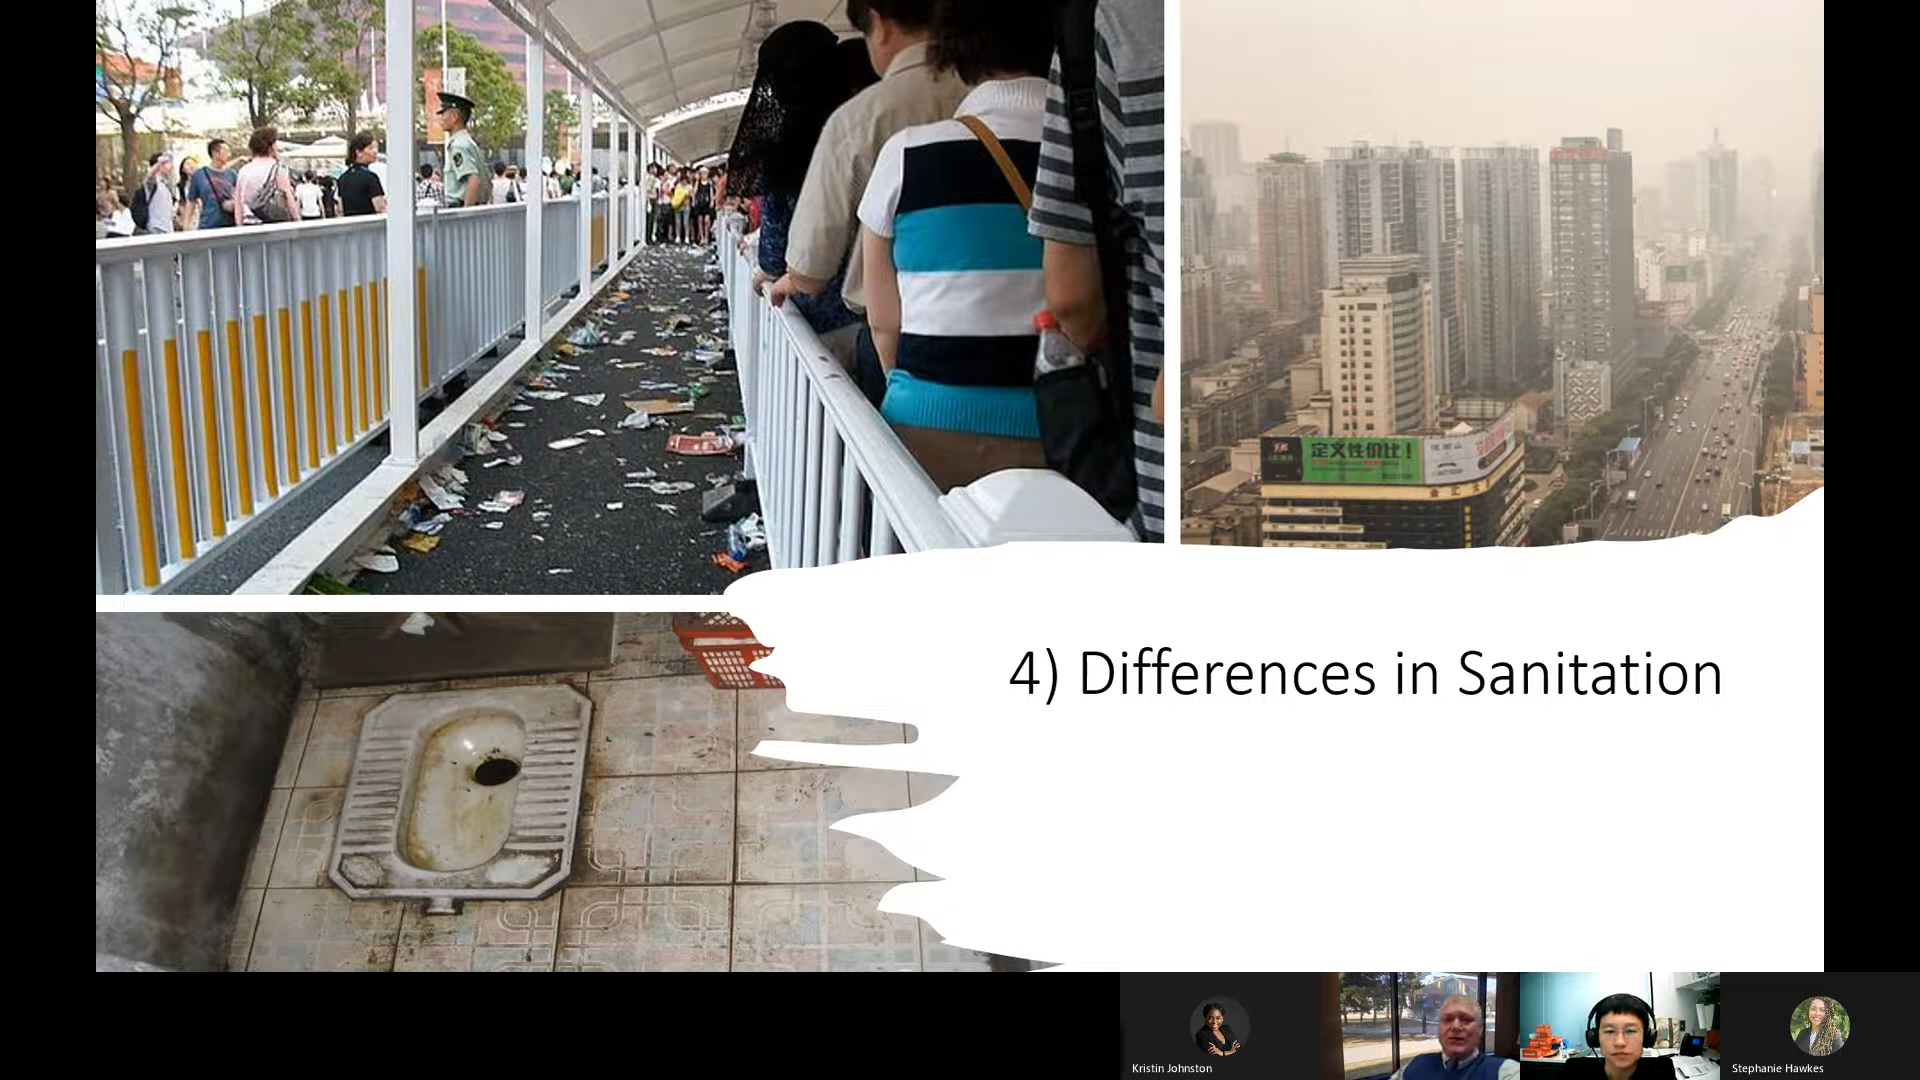 定文性价比！
4) Differences in Sanitation
Kristin Johnston
Stephanie Hawkes